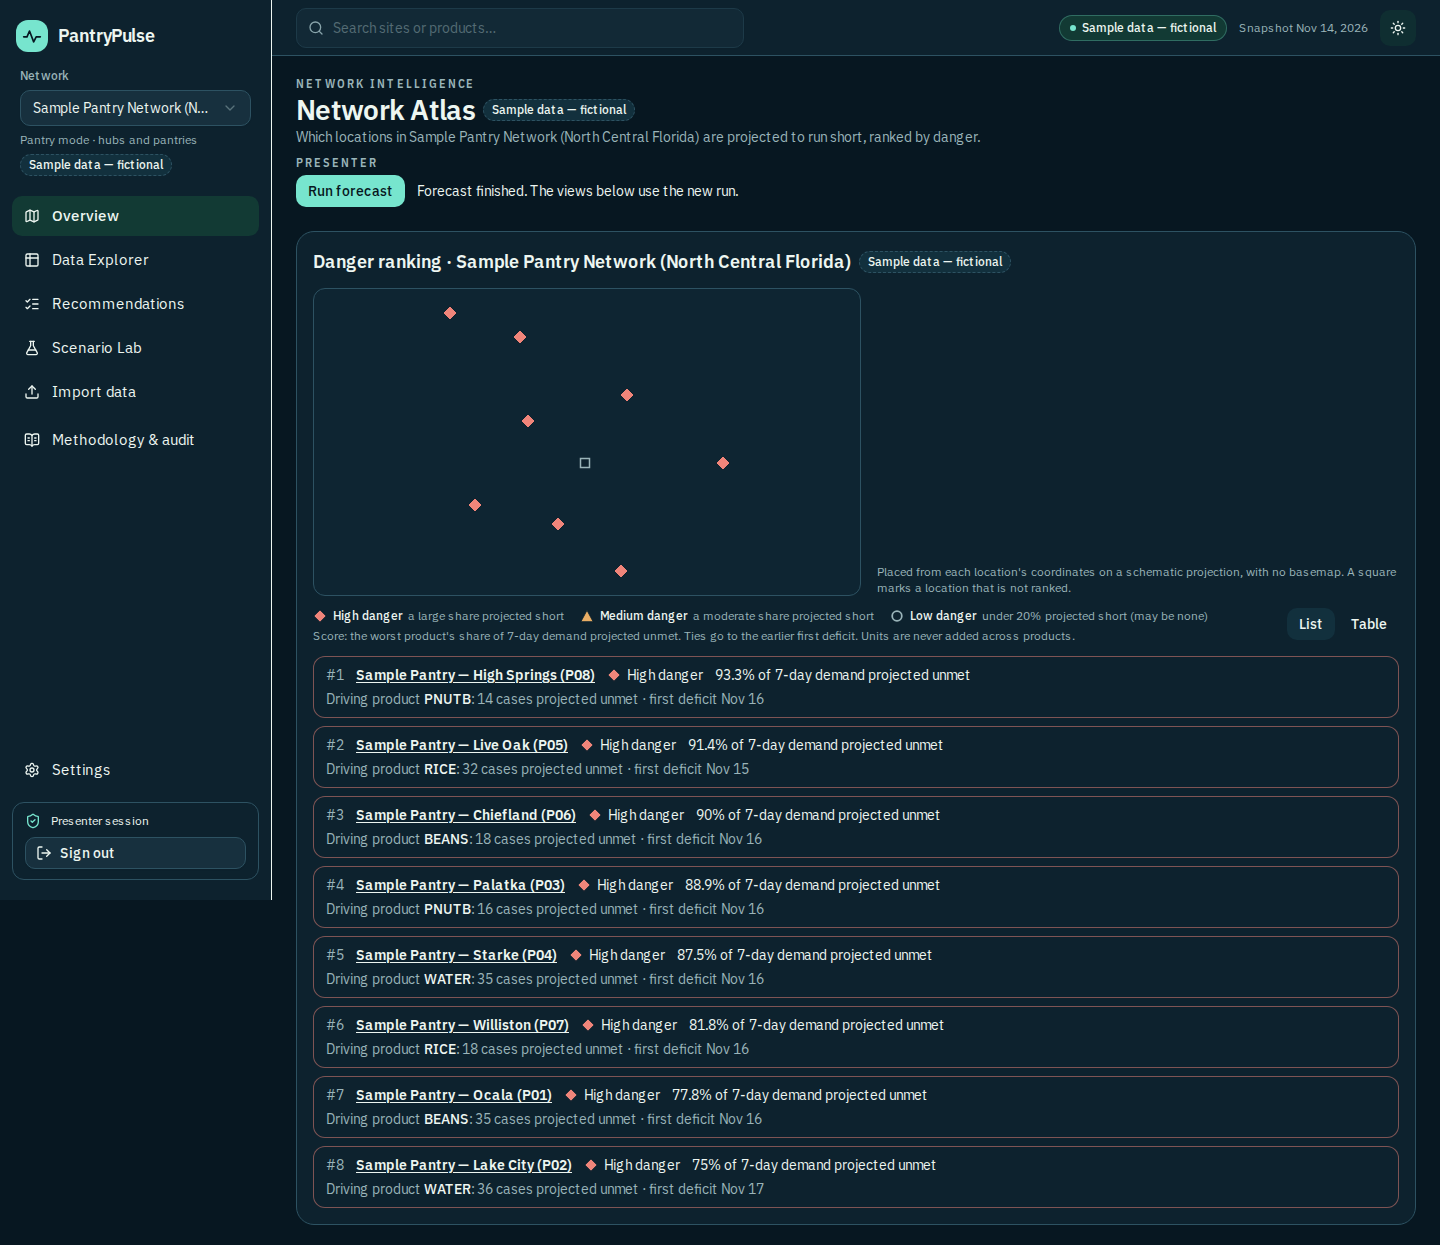 PantryPulse
Network
Sample Pantry Network (N...
Pantry mode · hubs and pantries
Sample data — fictional
Overview
Data Explorer
Recommendations
Scenario Lab
Import data
Methodology & audit
Settings
Presenter session
Sign out
Search sites or products...
Sample data — fictional
Snapshot Nov 14, 2026
NETWORK INTELLIGENCE
Network Atlas Sample data — fictional
Which locations in Sample Pantry Network (North Central Florida) are projected to run short, ranked by danger.
PRESENTER
Run forecast Forecast finished. The views below use the new run.
Danger ranking · Sample Pantry Network (North Central Florida) Sample data — fictional
Placed from each location's coordinates on a schematic projection, with no basemap. A square
marks a location that is not ranked.
High danger a large share projected short Medium danger a moderate share projected short Low danger under 20% projected short (may be none)
Score: the worst product's share of 7-day demand projected unmet. Ties go to the earlier first deficit. Units are never added across products.
List Table
#1 Sample Pantry — High Springs (P08) High danger 93.3% of 7-day demand projected unmet
Driving product PNUTB: 14 cases projected unmet · first deficit Nov 16
#2 Sample Pantry — Live Oak (P05) High danger 91.4% of 7-day demand projected unmet
Driving product RICE: 32 cases projected unmet · first deficit Nov 15
#3 Sample Pantry — Chiefland (P06) High danger 90% of 7-day demand projected unmet
Driving product BEANS: 18 cases projected unmet · first deficit Nov 16
#4 Sample Pantry — Palatka (P03) High danger 88.9% of 7-day demand projected unmet
Driving product PNUTB: 16 cases projected unmet · first deficit Nov 16
#5 Sample Pantry — Starke (P04) High danger 87.5% of 7-day demand projected unmet
Driving product WATER: 35 cases projected unmet · first deficit Nov 16
#6 Sample Pantry — Williston (P07) High danger 81.8% of 7-day demand projected unmet
Driving product RICE: 18 cases projected unmet · first deficit Nov 16
#7 Sample Pantry — Ocala (P01) High danger 77.8% of 7-day demand projected unmet
Driving product BEANS: 35 cases projected unmet · first deficit Nov 16
#8 Sample Pantry — Lake City (P02) High danger 75% of 7-day demand projected unmet
Driving product WATER: 36 cases projected unmet · first deficit Nov 17